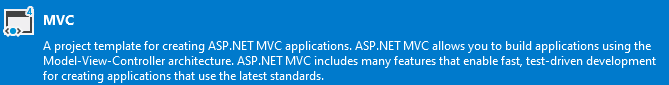 4
MVC
A project template for creating ASP.NET MVC applications. ASP.NET MVC allows you to build applications using the
Model-View-Controller architecture. ASP.NET MVC includes many features that enable fast, test-driven development
for creating applications that use the latest standards.